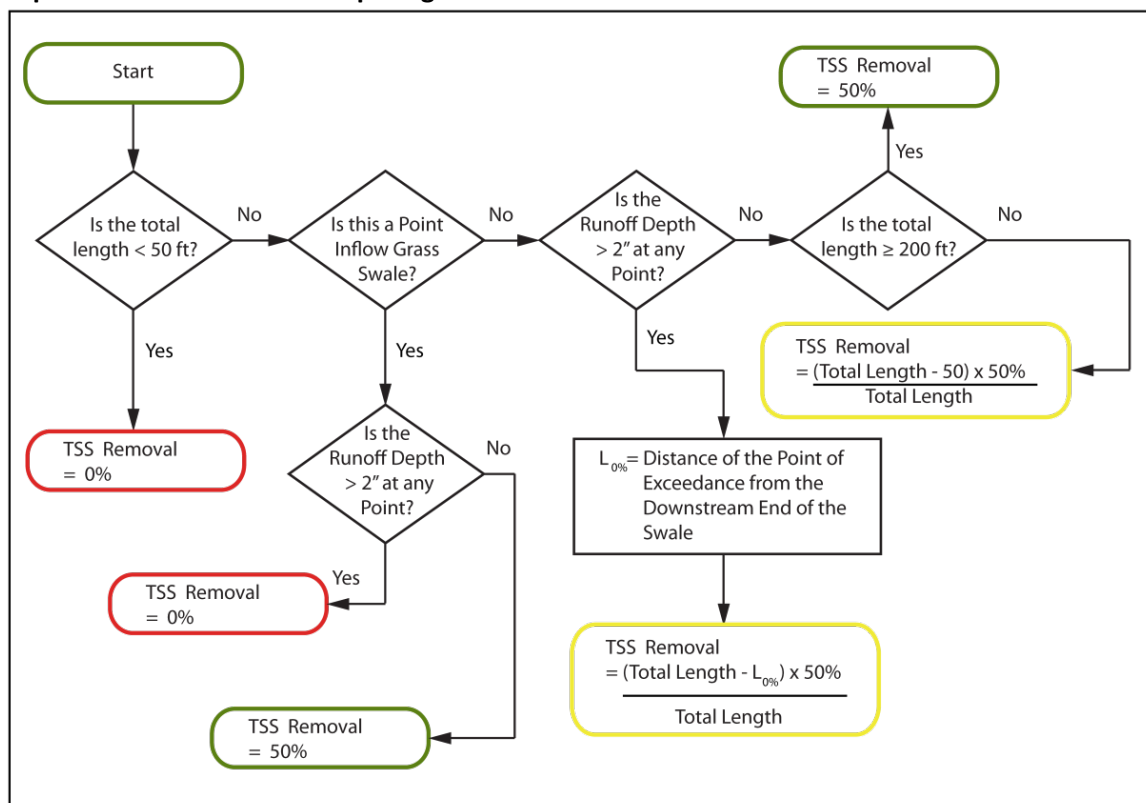 Start
Is the total
length < 50 ft?
No
Yes
TSS Removal
= 0%
Is this a Point
Inflow Grass
Swale?
No
Yes
Is the
Runoff Depth
> 2” at any
Point?
No
Yes
TSS Removal
= 0%
TSS Removal
= 50%
Is the
Runoff Depth
> 2” at any
Point?
No
Yes
L0%= Distance of the Point of
Exceedance from the
Downstream End of the
Swale
TSS Removal
= (Total Length - L0%) x 50%
Total Length
Is the total
length ≥ 200 ft?
Yes
TSS Removal
= 50%
No
TSS Removal
= (Total Length - 50) x 50%
Total Length